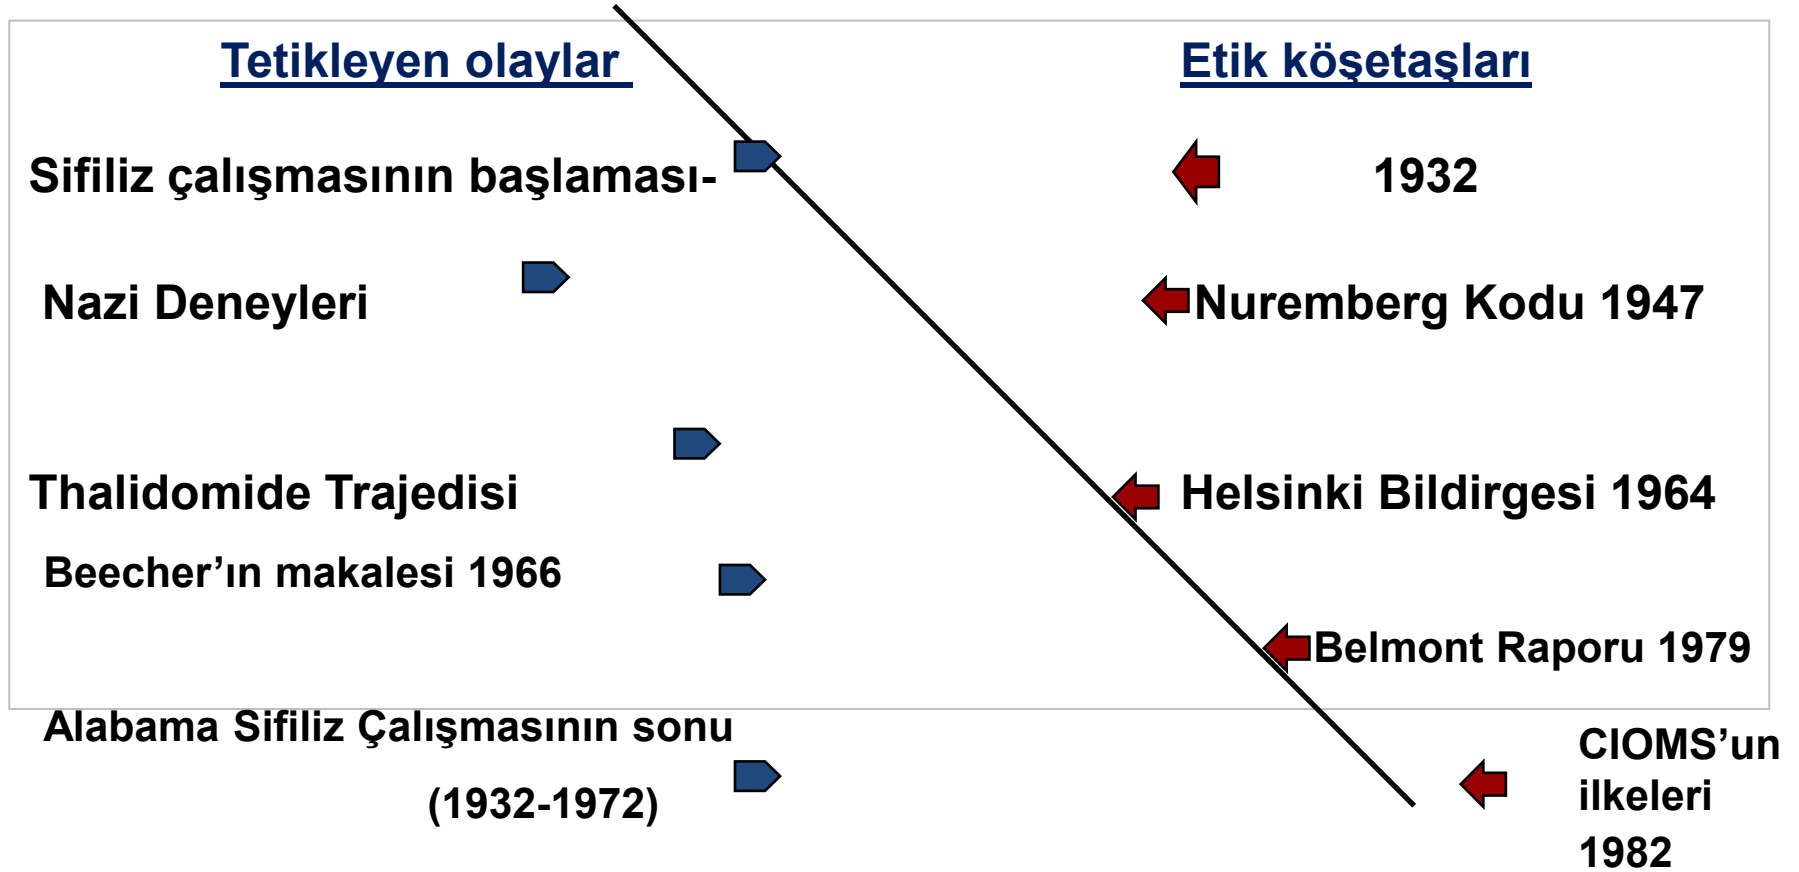 Tetikleyen olaylar
Etik köşetaşları
Sifiliz çalışmasının başlaması-
1932
Nazi Deneyleri
Nuremberg Kodu 1947
Thalidomide Trajedisi
Helsinki Bildirgesi 1964
Beecher’ın makalesi 1966
Belmont Raporu 1979
Alabama Sifiliz Çalışmasının sonu
(1932-1972)
CIOMS’un
ilkeleri
1982